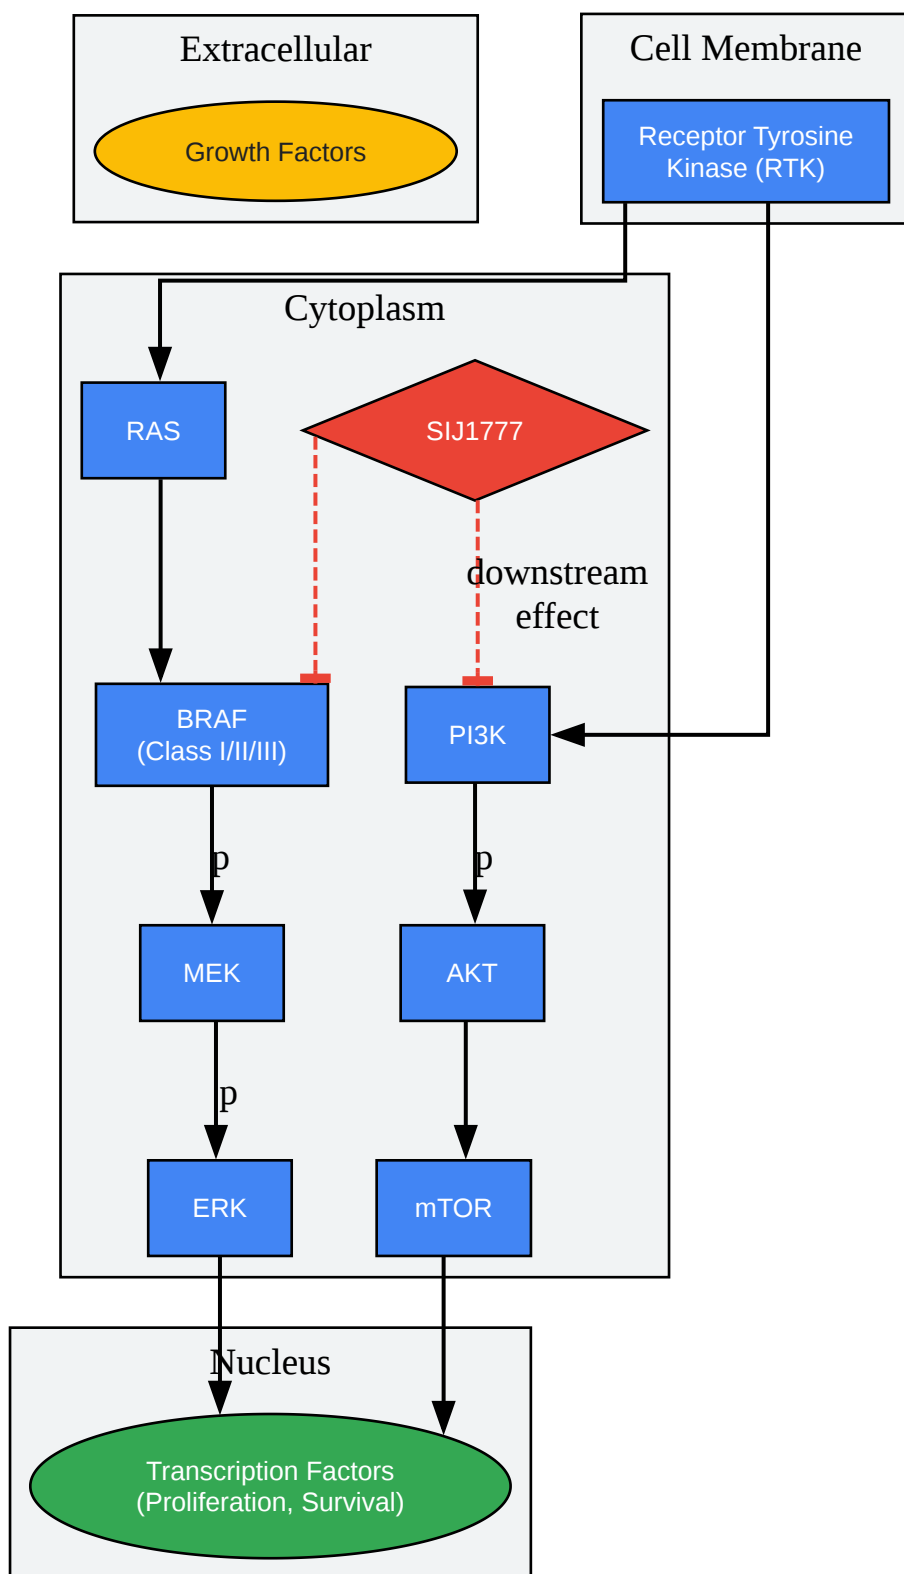 Extracellular
Growth Factors
Cell Membrane
Receptor Tyrosine
Kinase (RTK)
Cytoplasm
RAS
SIJ1777
downstream
effect
BRAF
(Class I/II/III)
PI3K
p
p
MEK
AKT
p
ERK
mTOR
Nucleus
Transcription Factors
(Proliferation, Survival)